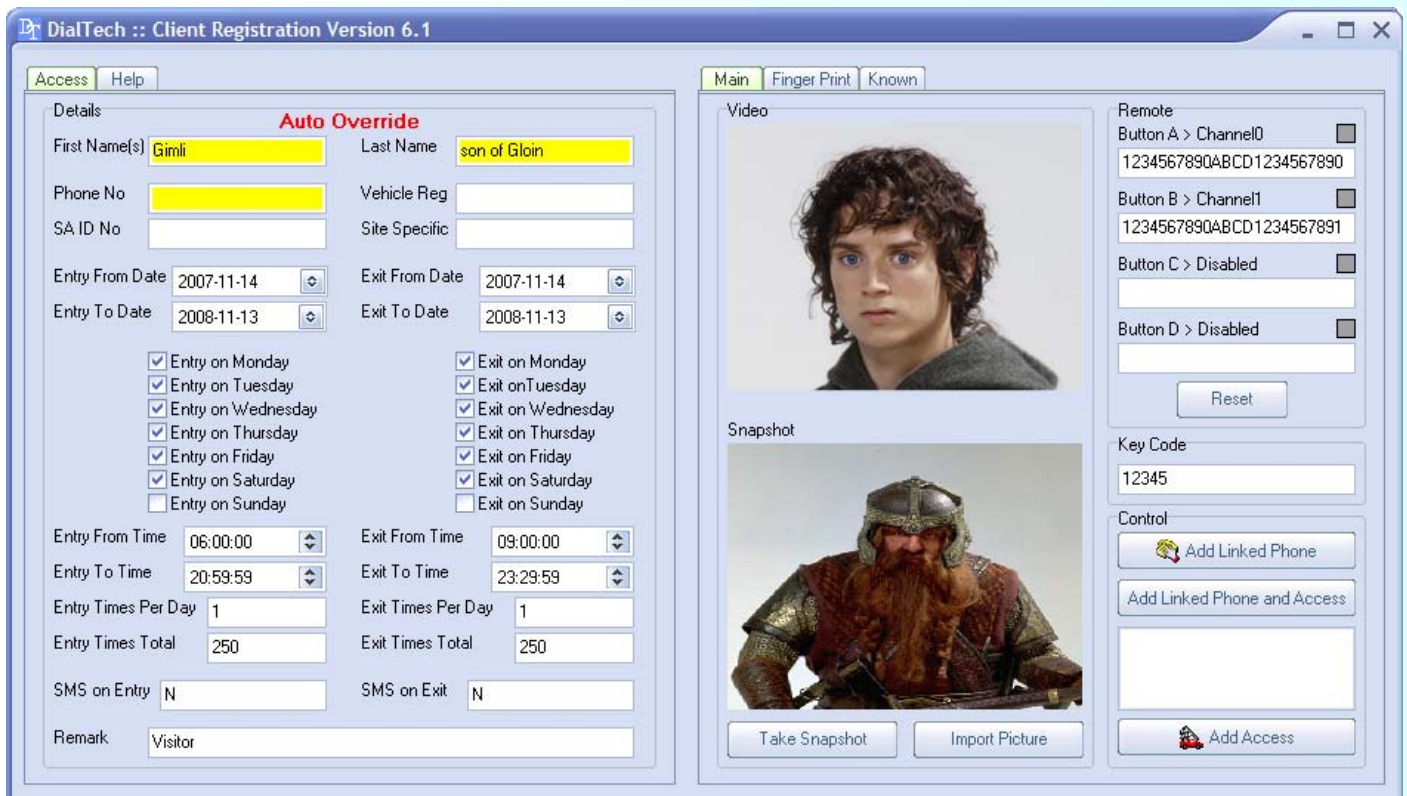 DT DialTech :: Client Registration Version 6.1
Access Help
Details
Auto Override
First Name(s) Gimli Last Name son of Gloin
Phone No Vehicle Reg
SA ID No Site Specific
Entry From Date 2007-11-14 Exit From Date 2007-11-14
Entry To Date 2008-11-13 Exit To Date 2008-11-13
Entry on Monday Exit on Monday
Entry on Tuesday Exit onTuesday
Entry on Wednesday Exit on Wednesday
Entry on Thursday Exit on Thursday
Entry on Friday Exit on Friday
Entry on Saturday Exit on Saturday
Entry on Sunday Exit on Sunday
Entry From Time 06:00:00 Exit From Time 09:00:00
Entry To Time 20:59:59 Exit To Time 23:29:59
Entry Times Per Day 1 Exit Times Per Day 1
Entry Times Total 250 Exit Times Total 250
SMS on Entry N SMS on Exit N
Remark Visitor
Main Finger Print Known
Video
Snapshot
Take Snapshot Import Picture
Remote
Button A > Channel0
1234567890ABCD1234567890
Button B > Channel1
1234567890ABCD1234567891
Button C > Disabled
Button D > Disabled
Reset
Key Code
12345
Control
Add Linked Phone
Add Linked Phone and Access
Add Access